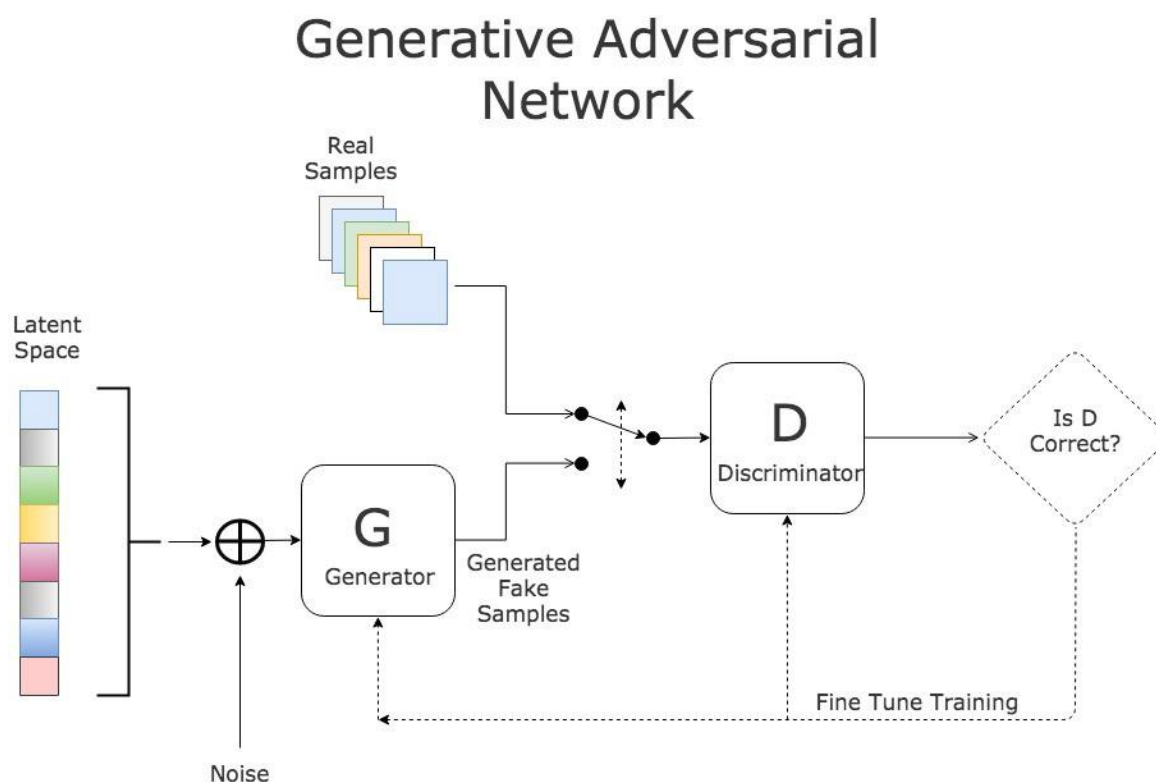 Generative Adversarial
Network
Real
Samples
Latent
Space
D
Discriminator
Is D
Correct?
G
Generator
Generated
Fake
Samples
Fine Tune Training
Noise